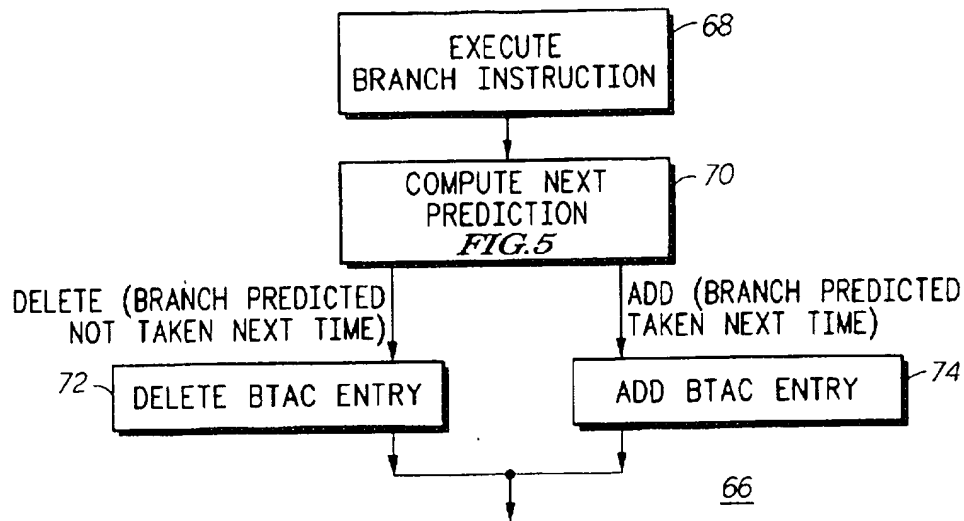 68
EXECUTE
BRANCH INSTRUCTION
70
COMPUTE NEXT
PREDICTION
FIG.5
DELETE (BRANCH PREDICTED
NOT TAKEN NEXT TIME)
ADD (BRANCH PREDICTED
TAKEN NEXT TIME)
72
DELETE BTAC ENTRY
ADD BTAC ENTRY
74
66